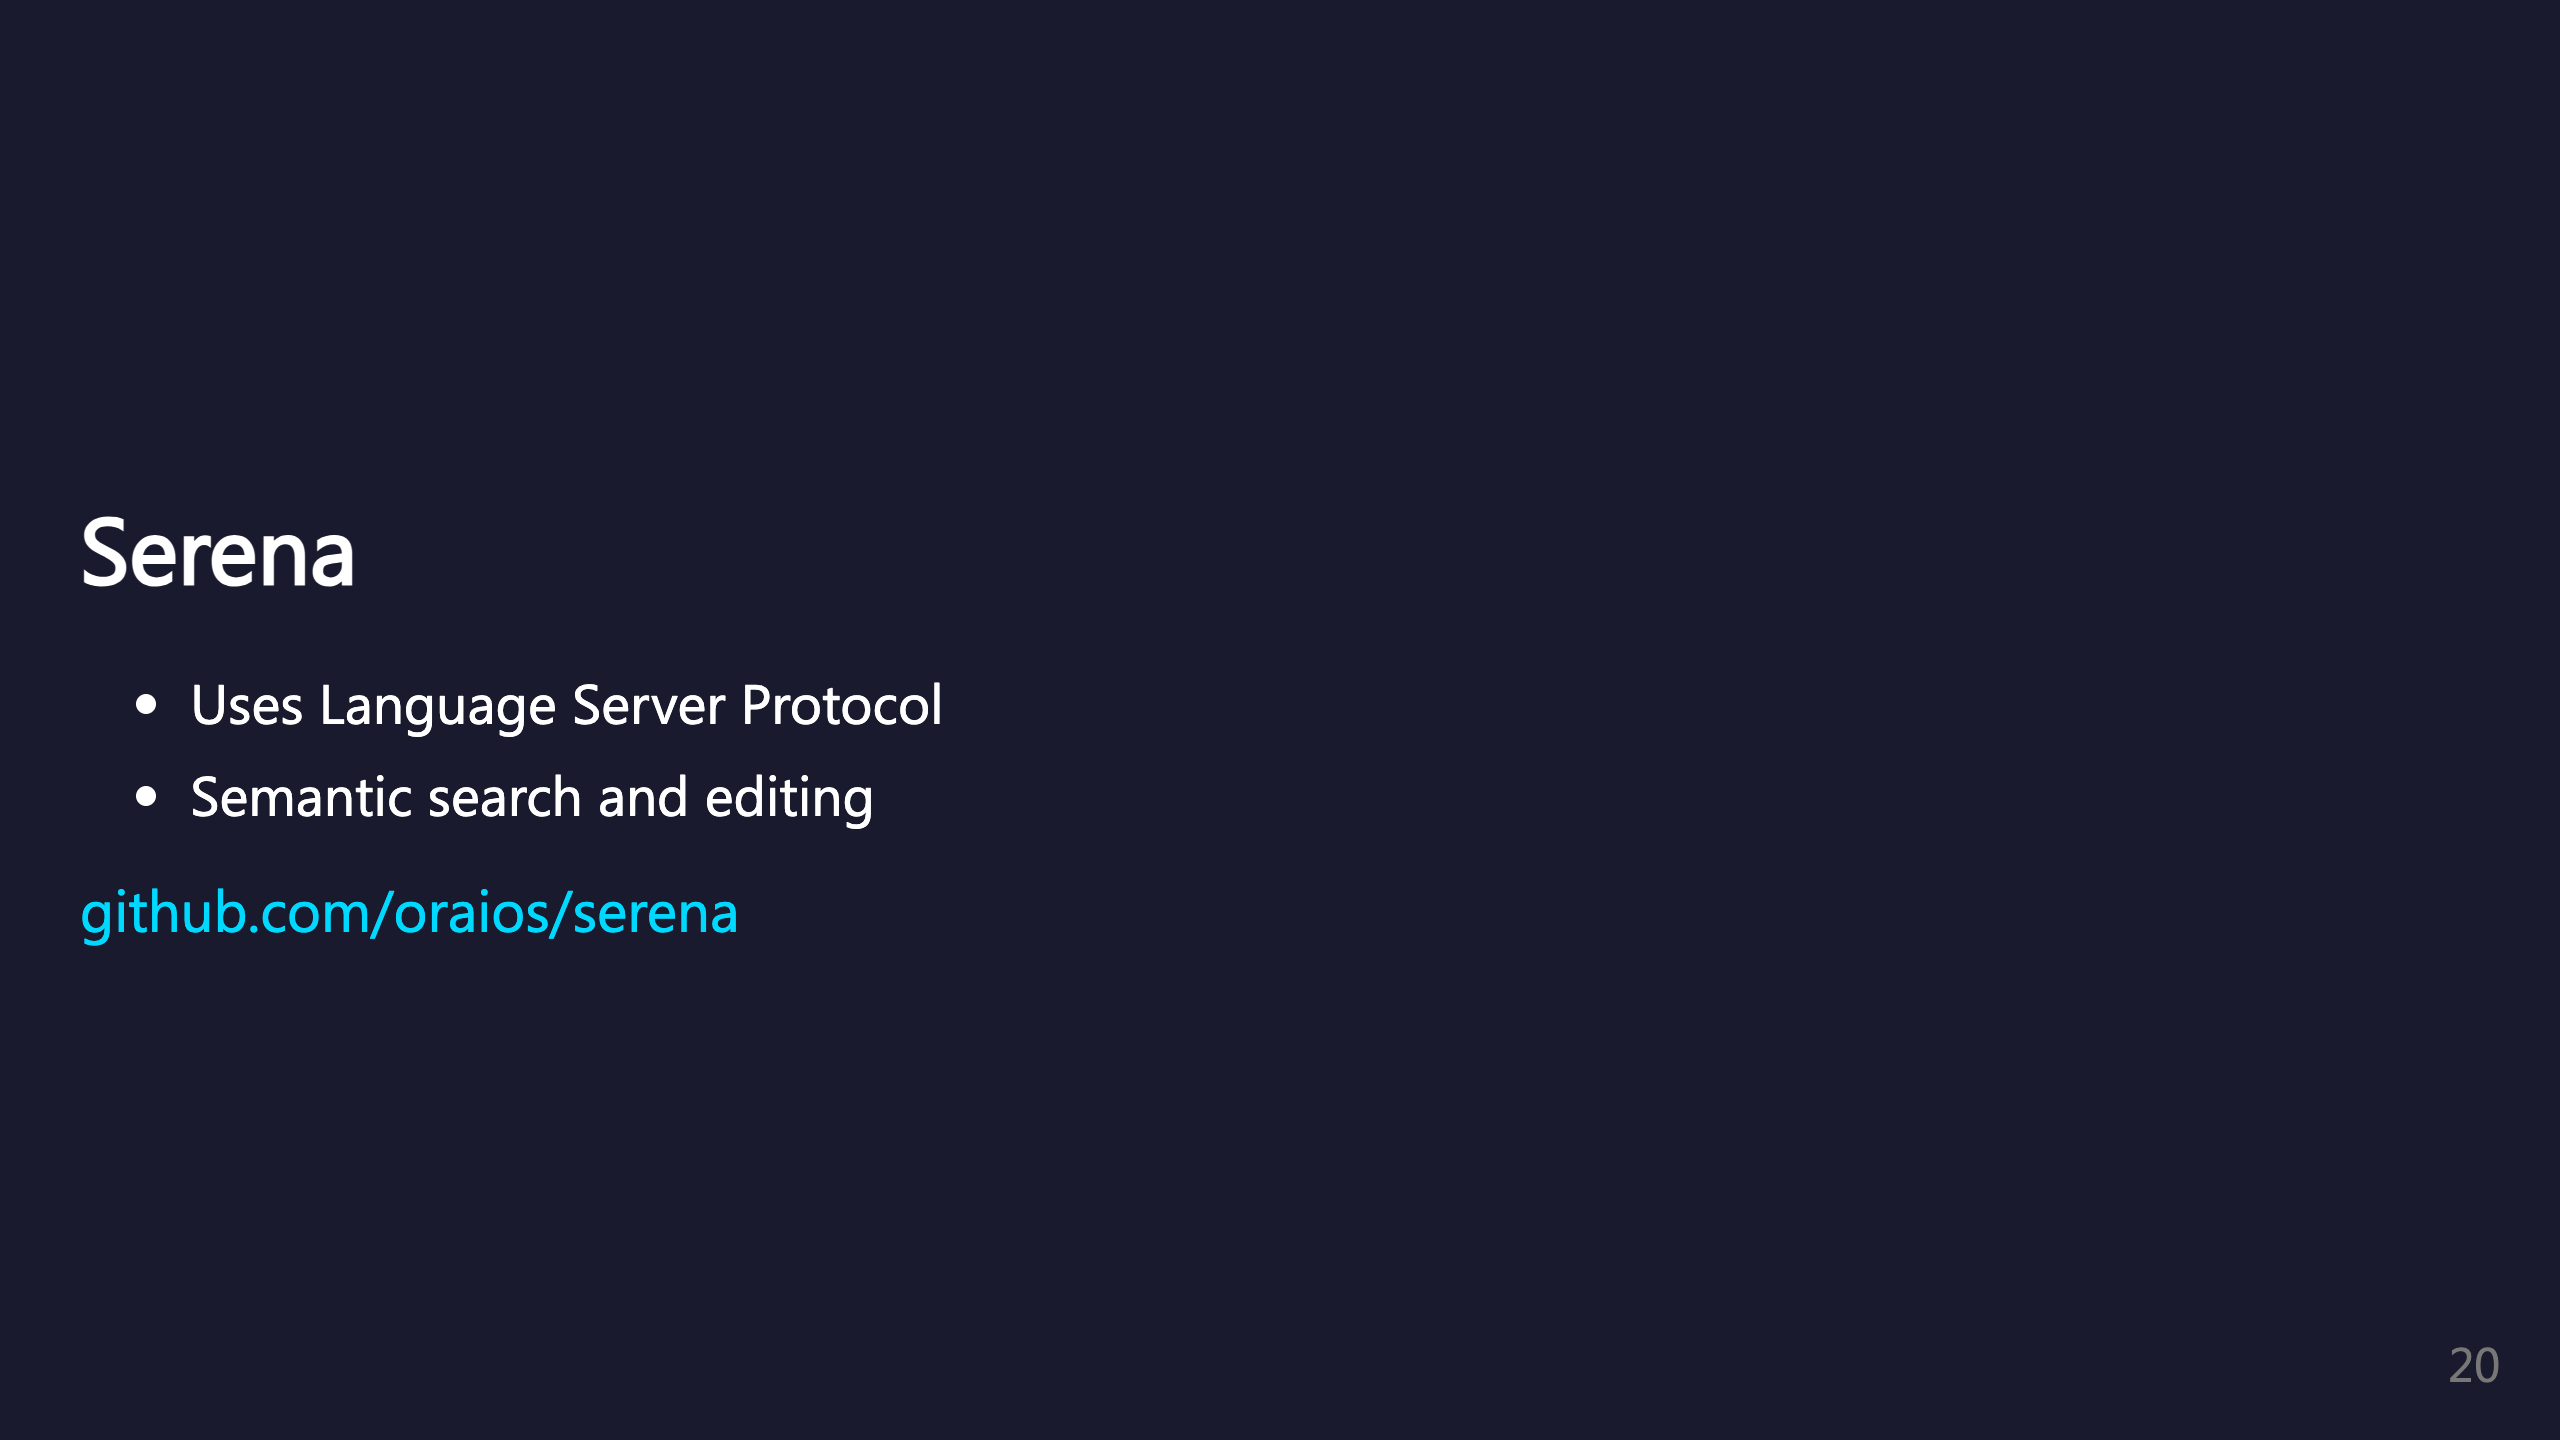 Serena
• Uses Language Server Protocol
• Semantic search and editing
github.com/oraios/serena
20